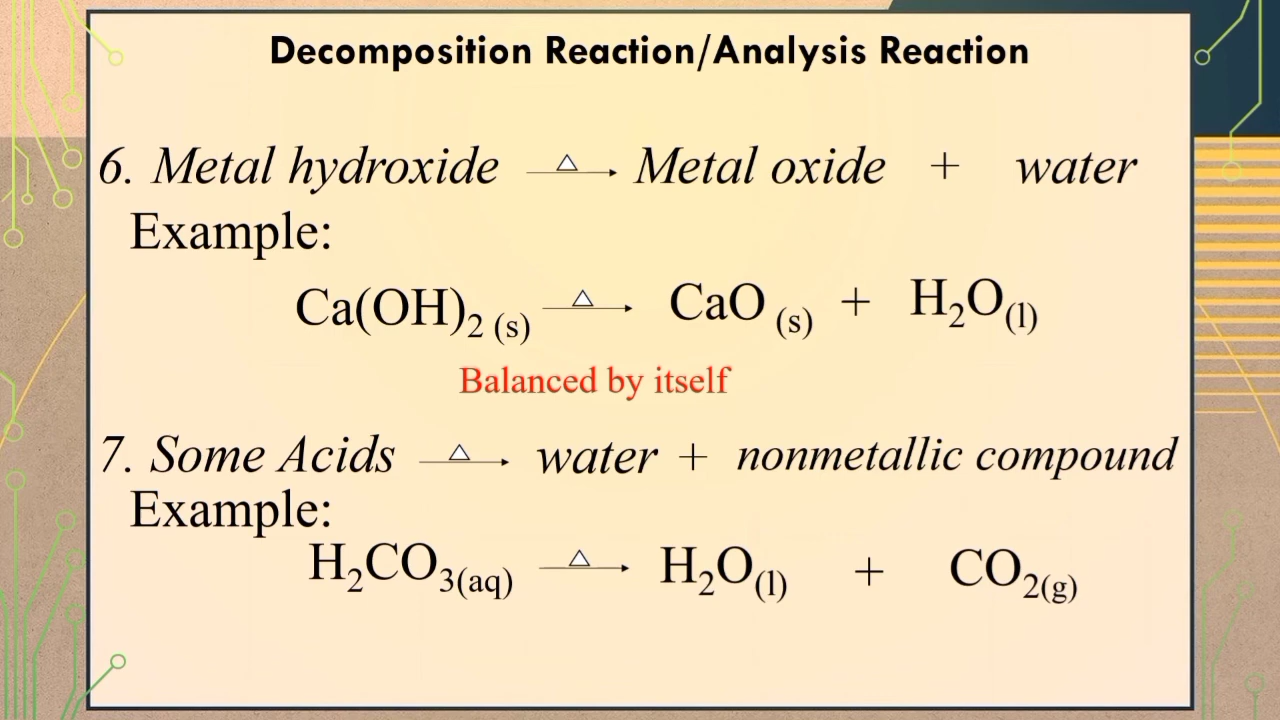 Decomposition Reaction/Analysis Reaction
6. Metal hydroxide △→ Metal oxide + water
Example:
Ca(OH)₂ (s) △→ CaO (s) + H₂O(l)
Balanced by itself
7. Some Acids △→ water + nonmetallic compound
Example:
H₂CO₃(aq) △→ H₂O(l) + CO₂(g)